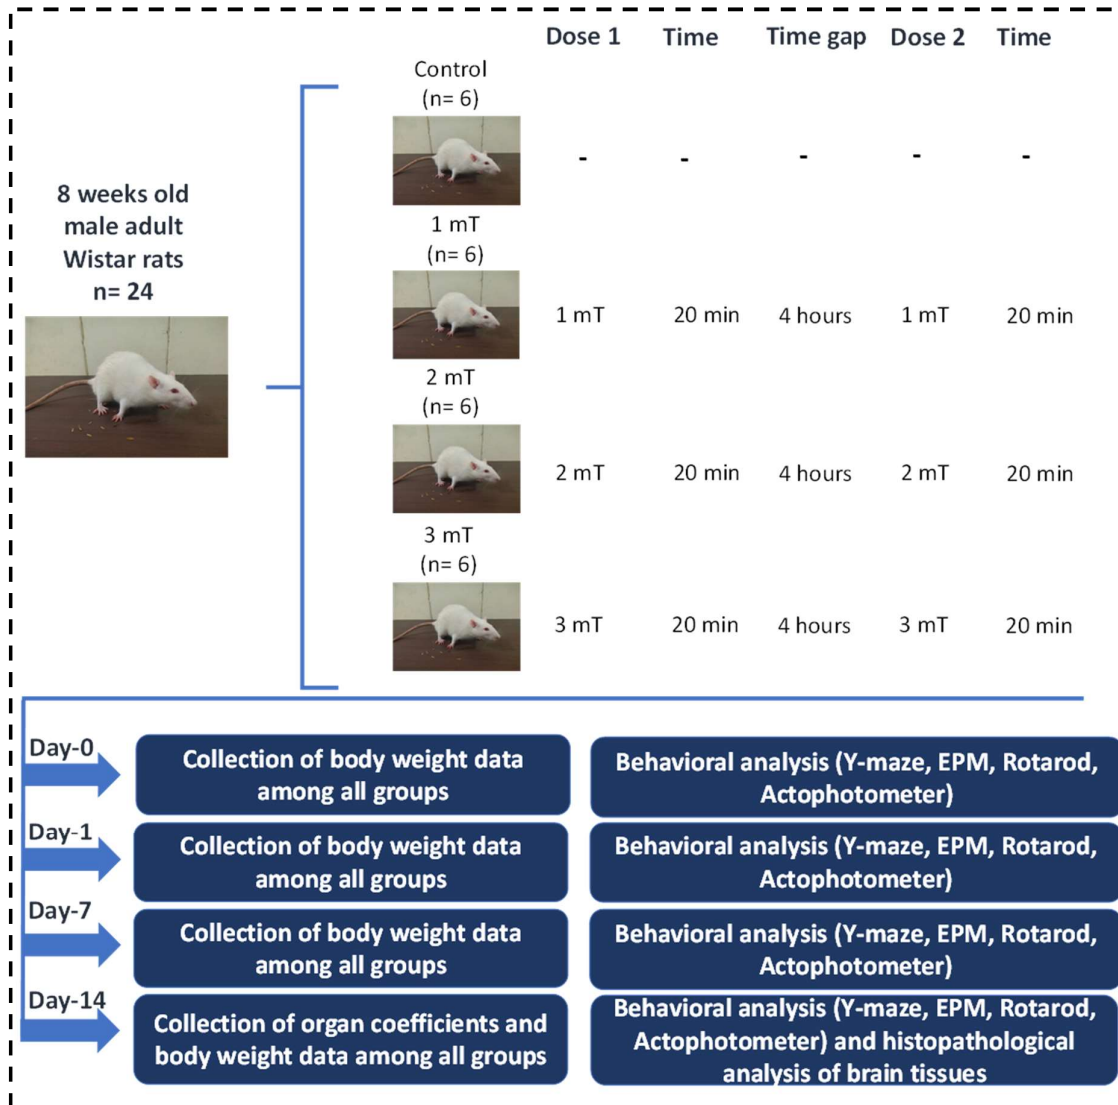 Dose 1 Time Time gap Dose 2 Time
Control
(n= 6)
- - - - -
8 weeks old
male adult
Wistar rats
n= 24
1 mT
(n= 6)
1 mT 20 min 4 hours 1 mT 20 min
2 mT
(n= 6)
2 mT 20 min 4 hours 2 mT 20 min
3 mT
(n= 6)
3 mT 20 min 4 hours 3 mT 20 min
Day-0
Collection of body weight data
among all groups
Behavioral analysis (Y-maze, EPM, Rotarod,
Actophotometer)
Day-1
Collection of body weight data
among all groups
Behavioral analysis (Y-maze, EPM, Rotarod,
Actophotometer)
Day-7
Collection of body weight data
among all groups
Behavioral analysis (Y-maze, EPM, Rotarod,
Actophotometer)
Day-14
Collection of organ coefficients and
body weight data among all groups
Behavioral analysis (Y-maze, EPM, Rotarod,
Actophotometer) and histopathological
analysis of brain tissues